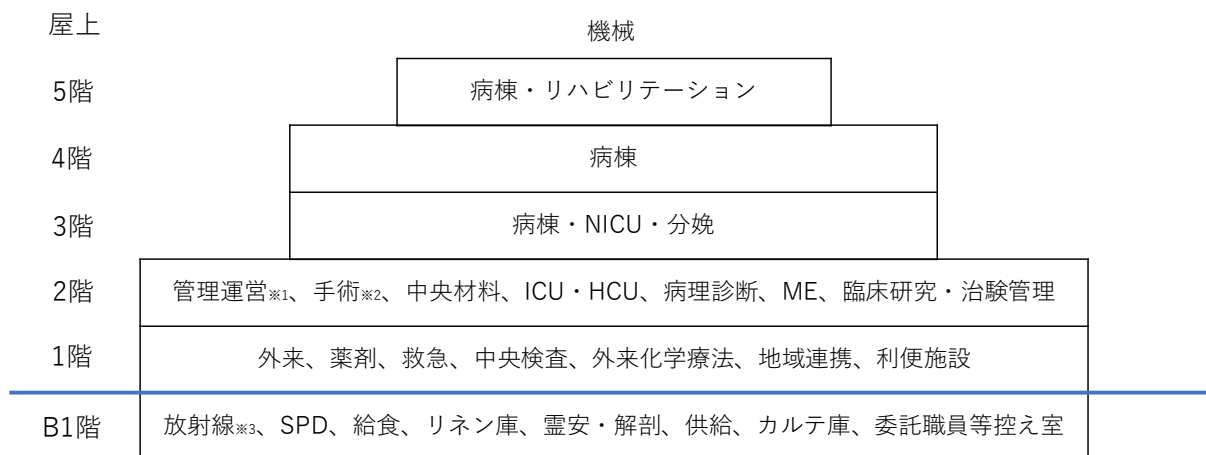 屋上 機械
5階 病棟・リハビリテーション
4階 病棟
3階 病棟・NICU・分娩
2階 管理運営※1、手術※2、中央材料、ICU・HCU、病理診断、ME、臨床研究・治験管理
1階 外来、薬剤、救急、中央検査、外来化学療法、地域連携、利便施設
B1階 放射線※3、SPD、給食、リネン庫、霊安・解剖、供給、カルテ庫、委託職員等控え室